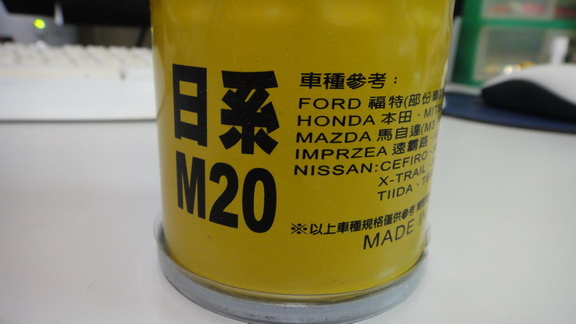 日系
M20
車種參考：
FORD 福特(部份車
HONDA 本田、MIT
MAZDA 馬自達(M3
IMPRZEA 速霸路
NISSAN:CEFIRO、
X-TRAIL
TIIDA、
※以上車種規格僅供參考
MADE IN